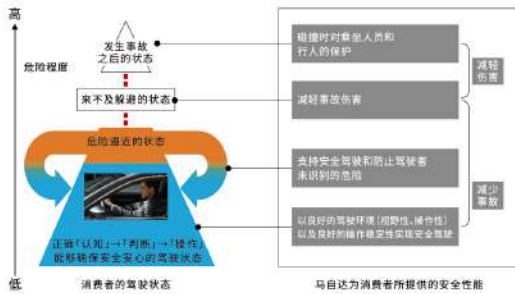 高
危险程度
低
发生事故
之后的状态
来不及躲避的状态
危险逼近的状态
正确「认知」→「判断」→「操作」
能够确保安全安心的驾驶状态
消费者的驾驶状态
碰撞时对乘坐人员和
行人的保护
减轻事故伤害
支持安全驾驶和防止驾驶者
未识别的危险
以良好的驾驶环境(视野性、操作性)
以及良好的操作稳定性实现安全驾驶
减轻
伤害
减少
事故
马自达为消费者所提供的安全性能